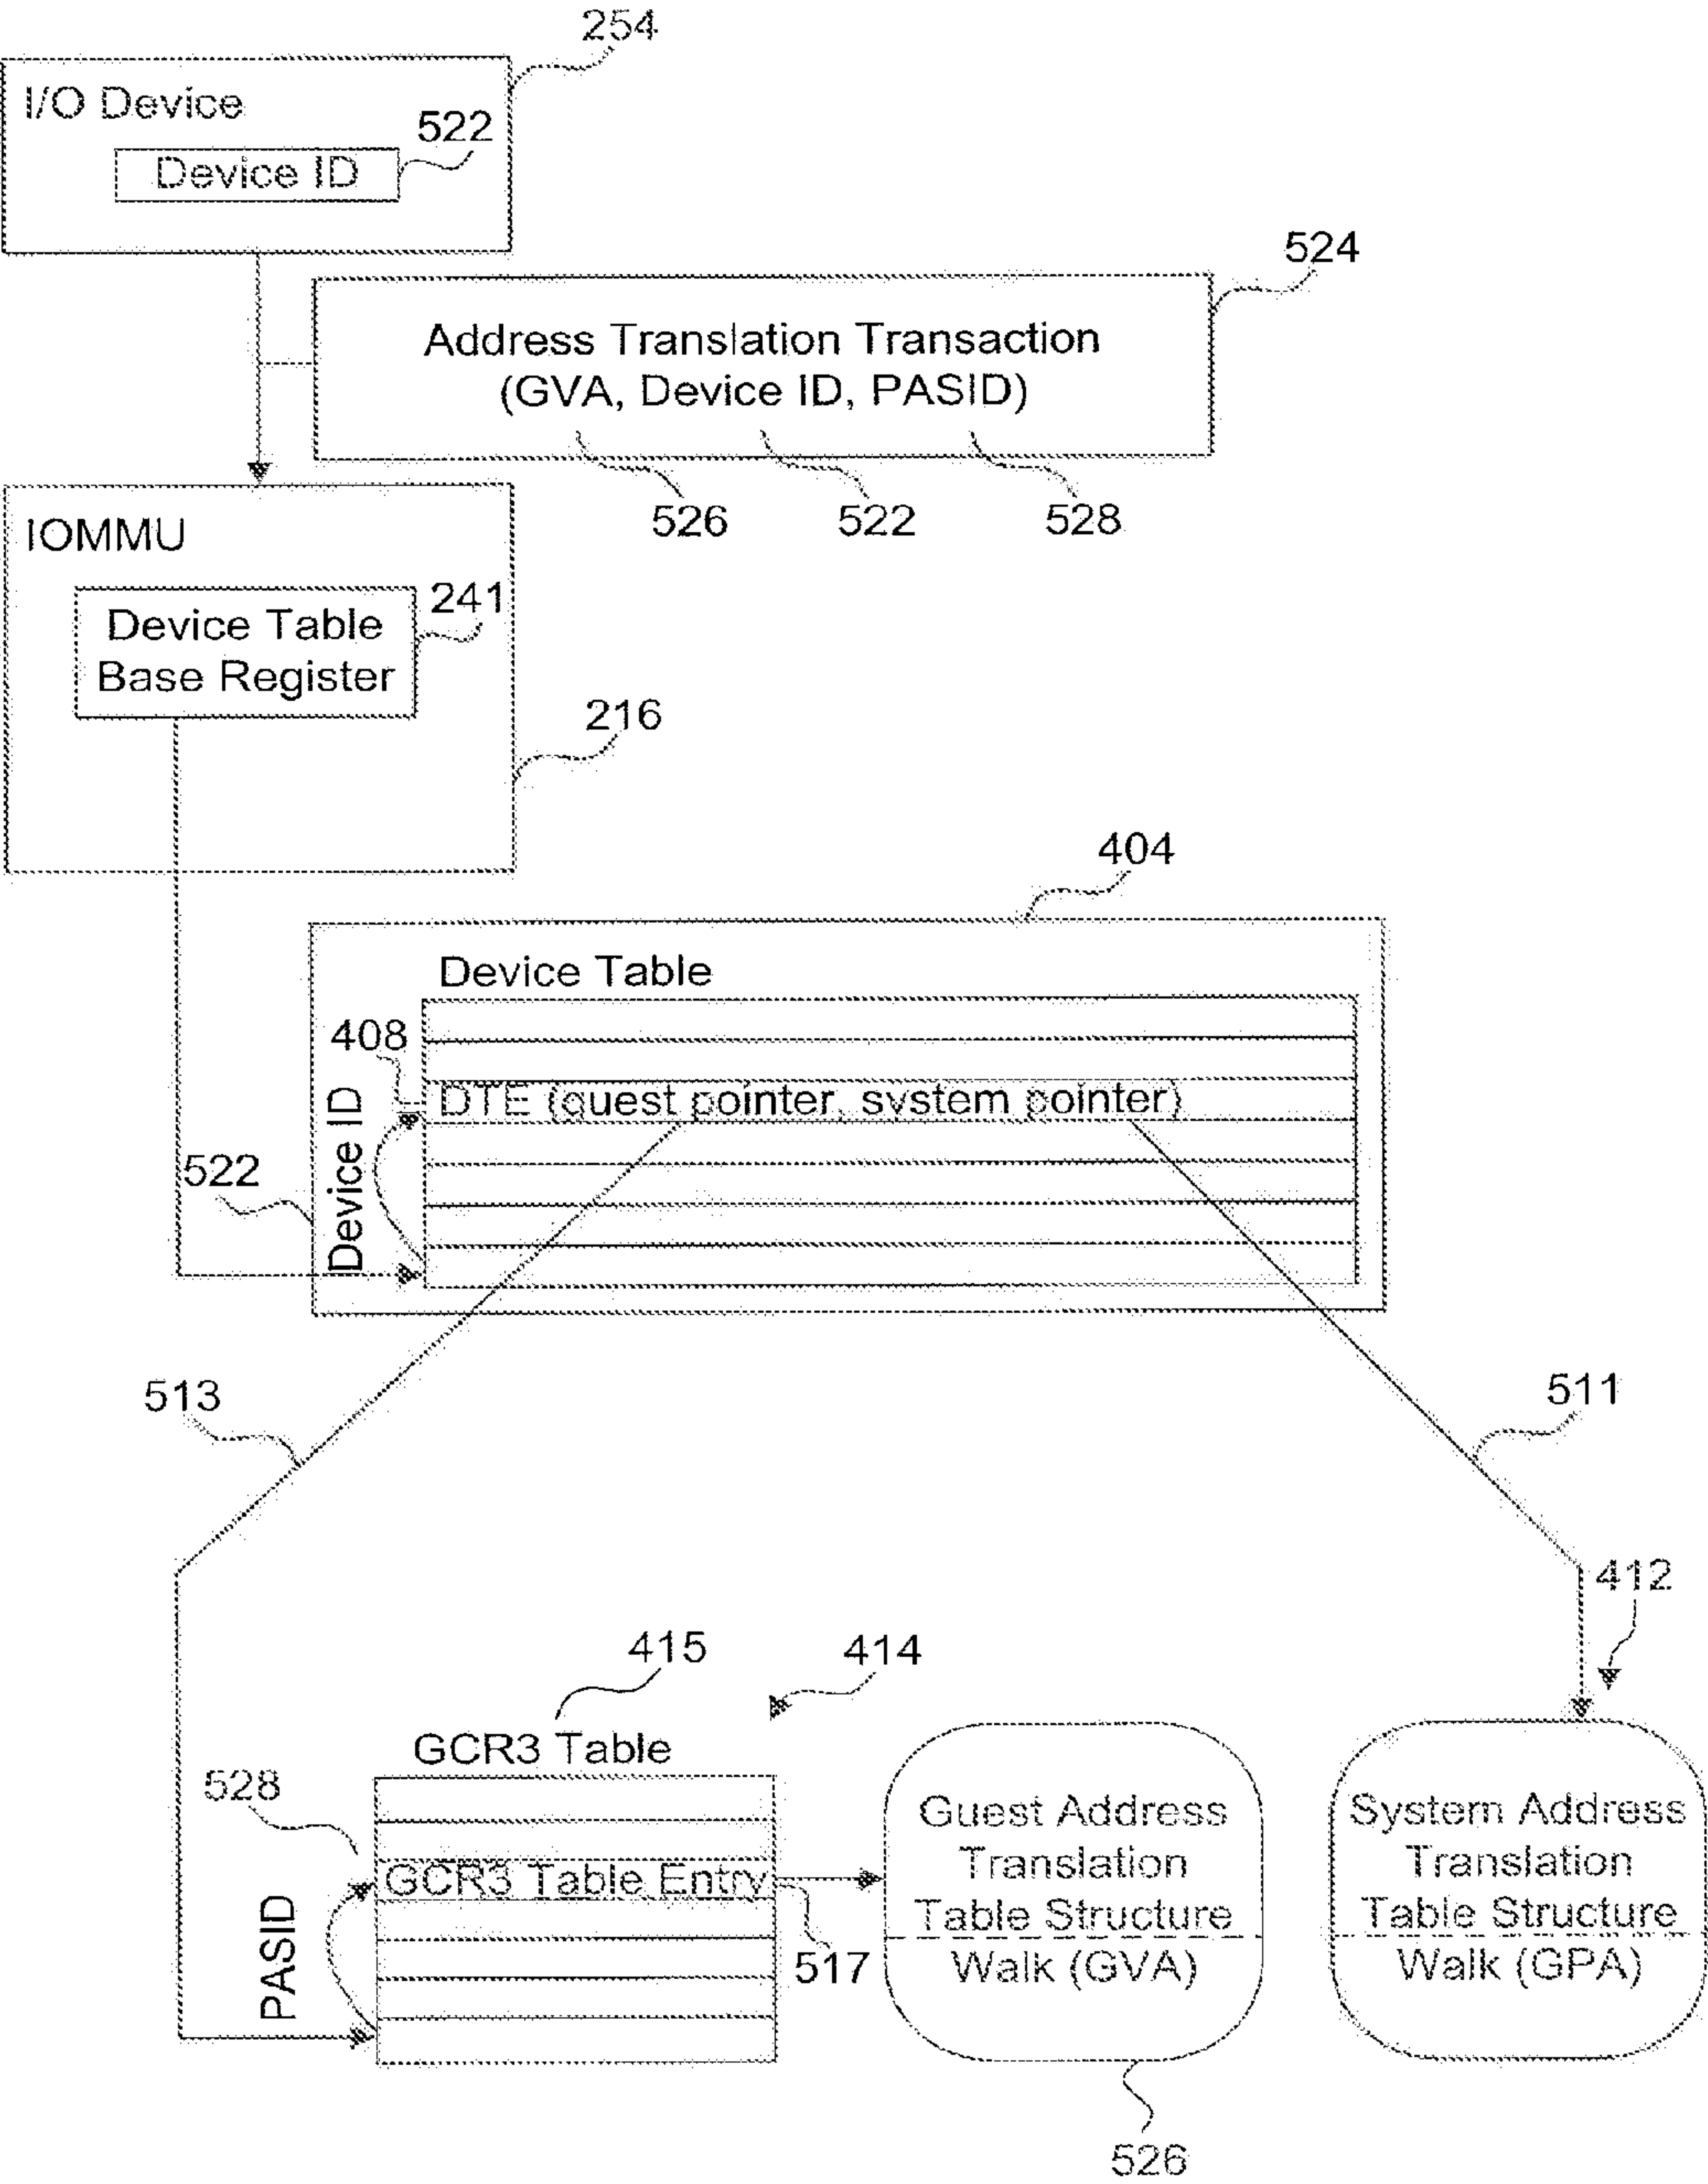 254
I/O Device
522
Device ID
524
Address Translation Transaction
(GVA, Device ID, PASID)
526
522
528
IOMMU
241
Device Table
Base Register
216
404
Device Table
408
DTE (guest pointer, system pointer)
Device ID
522
513
511
412
415
414
GCR3 Table
528
GCR3 Table Entry
PASID
517
Guest Address
Translation
Table Structure
Walk (GVA)
526
System Address
Translation
Table Structure
Walk (GPA)